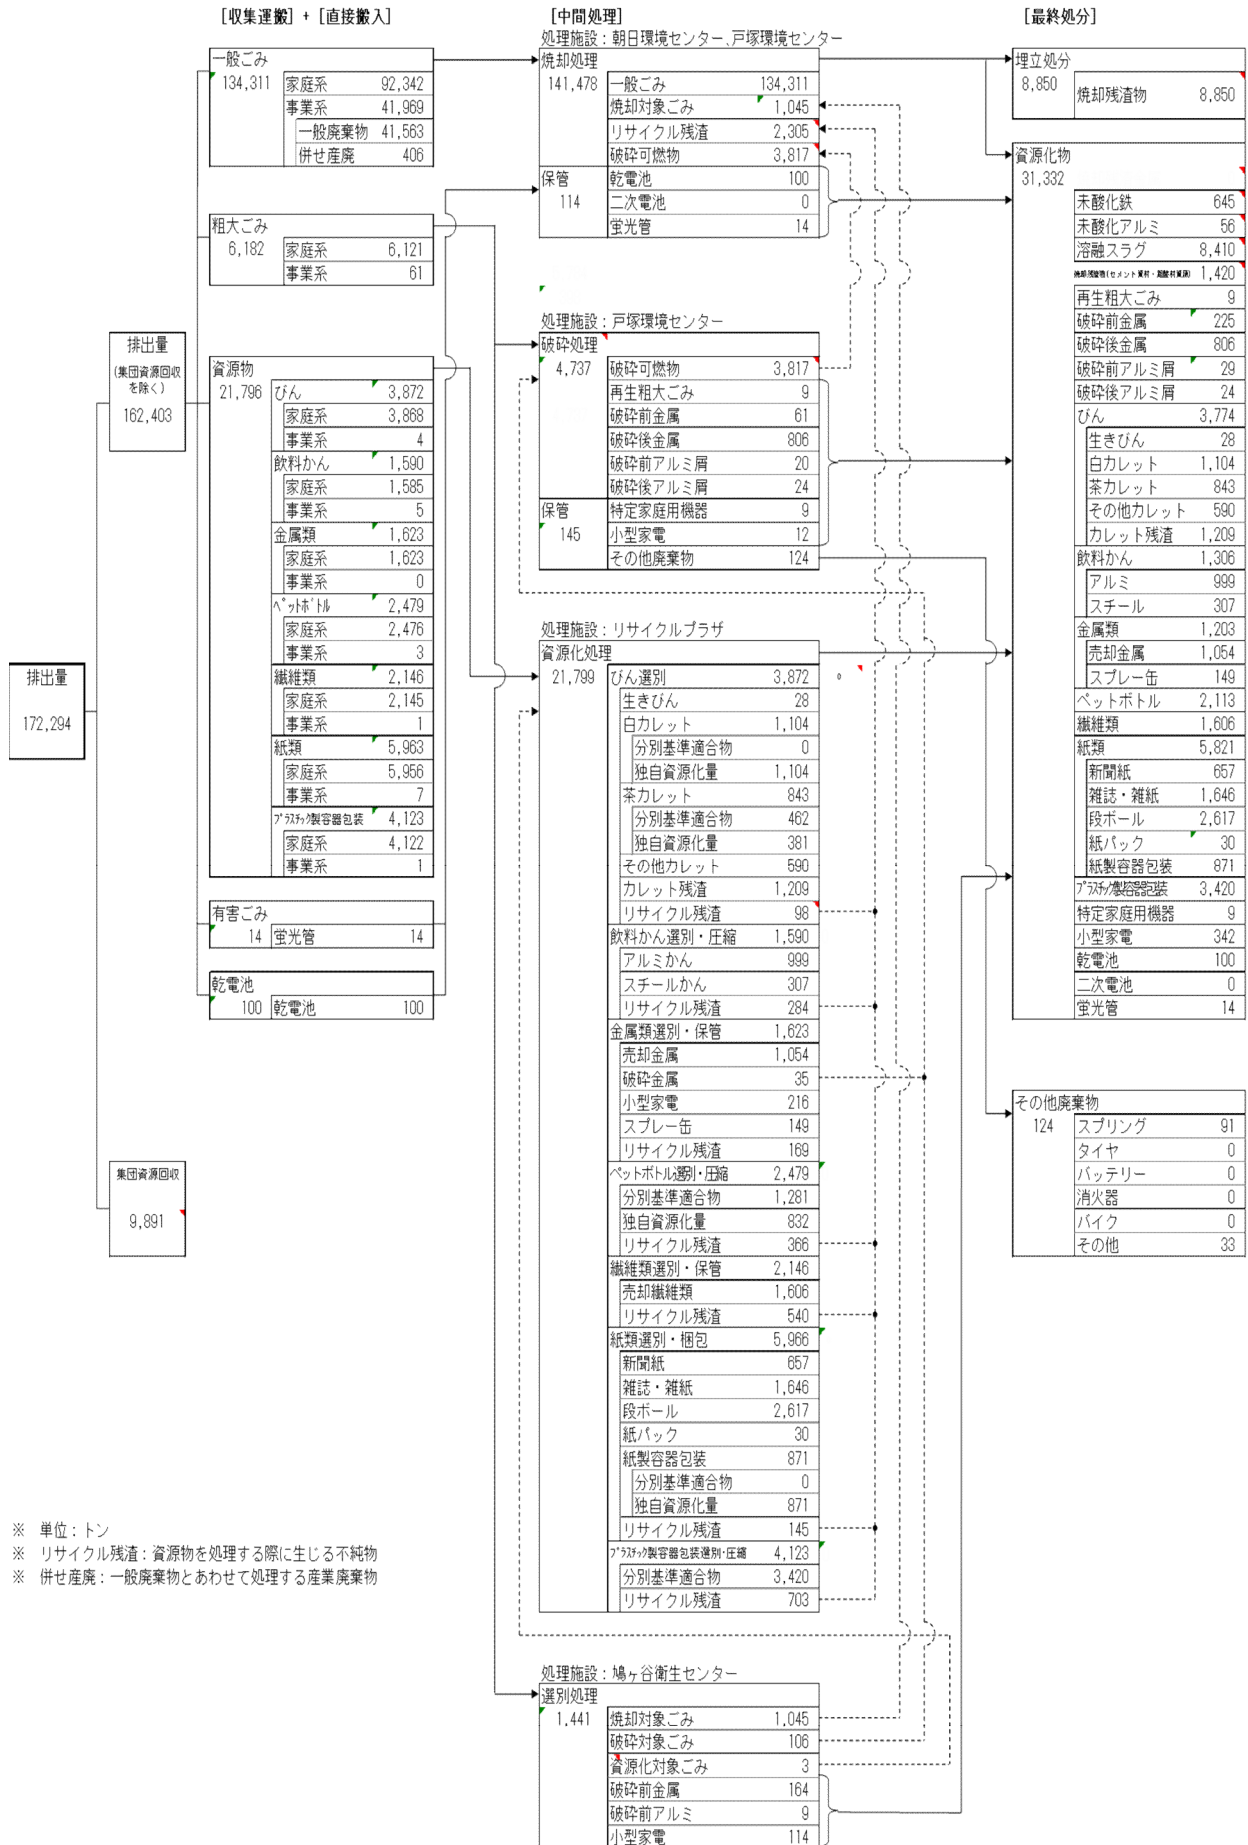 [収集運搬] + [直接搬入]
[中間処理]
[最終処分]
排出量
172,294
排出量
(集団資源回収
を除く)
162,403
集団資源回収
9,891
一般ごみ
134,311
家庭系 92,342
事業系 41,969
一般廃棄物 41,563
併せ産廃 406
粗大ごみ
6,182
家庭系 6,121
事業系 61
資源物
21,796
びん 3,872
家庭系 3,868
事業系 4
飲料かん 1,590
家庭系 1,585
事業系 5
金属類 1,623
家庭系 1,623
事業系 0
ペットボトル 2,479
家庭系 2,476
事業系 3
繊維類 2,146
家庭系 2,145
事業系 1
紙類 5,963
家庭系 5,956
事業系 7
プラスチック製容器包装 4,123
家庭系 4,122
事業系 1
有害ごみ
14 蛍光管 14
乾電池
100 乾電池 100
処理施設：朝日環境センター、戸塚環境センター
焼却処理
141,478
一般ごみ 134,311
焼却対象ごみ 1,045
リサイクル残渣 2,305
破砕可燃物 3,817
保管
114
乾電池 100
二次電池 0
蛍光管 14
処理施設：戸塚環境センター
破砕処理
4,737
破砕可燃物 3,817
再生粗大ごみ 9
破砕前金属 61
破砕後金属 806
破砕前アルミ屑 20
破砕後アルミ屑 24
保管
145
特定家庭用機器 9
小型家電 12
その他廃棄物 124
処理施設：リサイクルプラザ
資源化処理
21,799
びん選別 3,872
0
生きびん 28
白カレット 1,104
分別基準適合物 0
独自資源化量 1,104
茶カレット 843
分別基準適合物 462
独自資源化量 381
その他カレット 590
カレット残渣 1,209
リサイクル残渣 98
飲料かん選別・圧縮 1,590
アルミかん 999
スチールかん 307
リサイクル残渣 284
金属類選別・保管 1,623
売却金属 1,054
破砕金属 35
小型家電 216
スプレー缶 149
リサイクル残渣 169
ペットボトル選別・圧縮 2,479
分別基準適合物 1,281
独自資源化量 832
リサイクル残渣 366
繊維類選別・保管 2,146
売却繊維類 1,606
リサイクル残渣 540
紙類選別・梱包 5,966
新聞紙 657
雑誌・雑紙 1,646
段ボール 2,617
紙パック 30
紙製容器包装 871
分別基準適合物 0
独自資源化量 871
リサイクル残渣 145
プラスチック製容器包装選別・圧縮 4,123
分別基準適合物 3,420
リサイクル残渣 703
処理施設：鳩ヶ谷衛生センター
選別処理
1,441
焼却対象ごみ 1,045
破砕対象ごみ 106
資源化対象ごみ 3
破砕前金属 164
破砕前アルミ 9
小型家電 114
埋立処分
8,850
焼却残渣物 8,850
資源化物
31,332
未酸化鉄 645
未酸化アルミ 56
溶融スラグ 8,410
1,420
再生粗大ごみ 9
破砕前金属 225
破砕後金属 806
破砕前アルミ屑 29
破砕後アルミ屑 24
びん 3,774
生きびん 28
白カレット 1,104
茶カレット 843
その他カレット 590
カレット残渣 1,209
飲料かん 1,306
アルミ 999
スチール 307
金属類 1,203
売却金属 1,054
スプレー缶 149
ペットボトル 2,113
繊維類 1,606
紙類 5,821
新聞紙 657
雑誌・雑紙 1,646
段ボール 2,617
紙パック 30
紙製容器包装 871
プラスチック製容器包装 3,420
特定家庭用機器 9
小型家電 342
乾電池 100
二次電池 0
蛍光管 14
その他廃棄物
124
スプリング 91
タイヤ 0
バッテリー 0
消火器 0
バイク 0
その他 33
※ 単位：トン
※ リサイクル残渣：資源物を処理する際に生じる不純物
※ 併せ産廃：一般廃棄物とあわせて処理する産業廃棄物